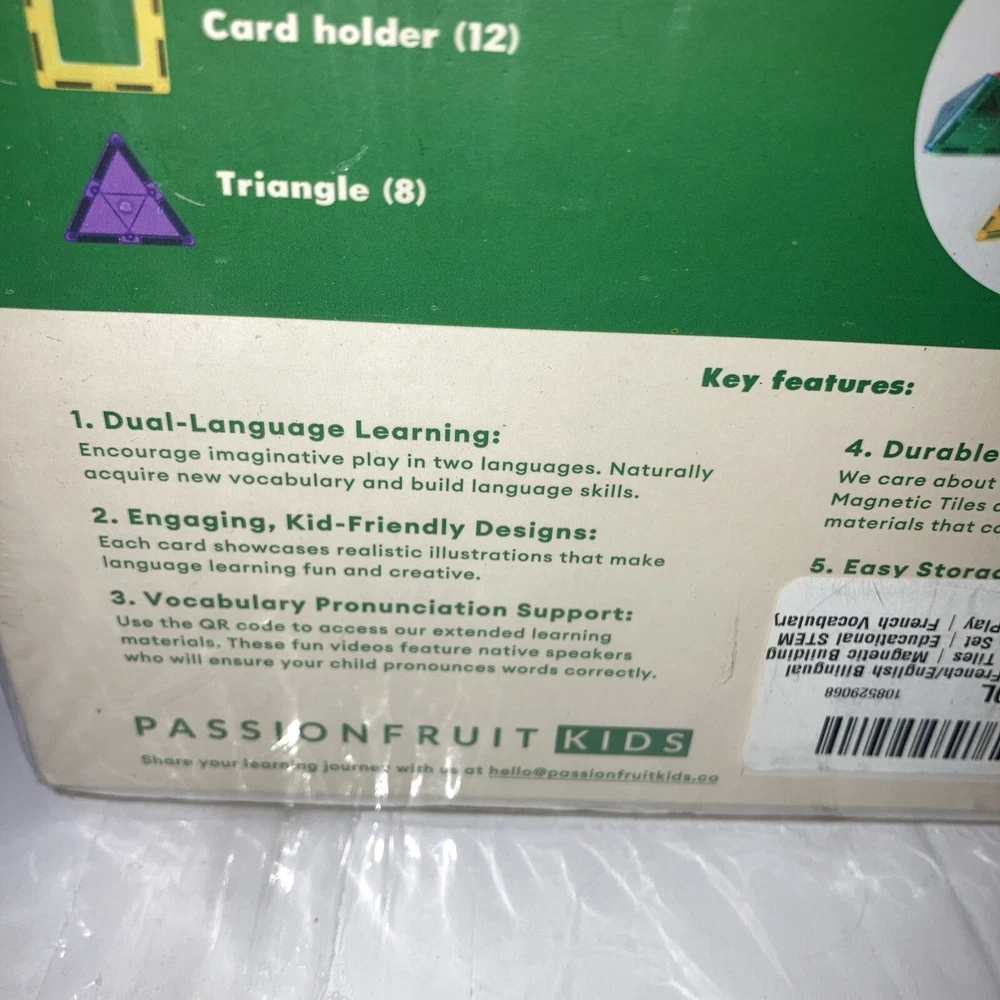 Card holder (12)
Triangle (8)
Key features:
1. Dual-Language Learning:
Encourage imaginative play in two languages. Naturally
acquire new vocabulary and build language skills.
2. Engaging, Kid-Friendly Designs:
Each card showcases realistic illustrations that make
language learning fun and creative.
3. Vocabulary Pronunciation Support:
Use the QR code to access our extended learning
materials. These fun videos feature native speakers
who will ensure your child pronounces words correctly.
4. Durable
We care about
Magnetic Tiles
materials that
5. Easy
PASSIONFRUIT KIDS
Share your learning journey with us at hello@passionfruitkids.co
108529068
French/English Bilingual
Tiles | Magnetic Building
Set | Educational STEM
Play | French Vocabulary